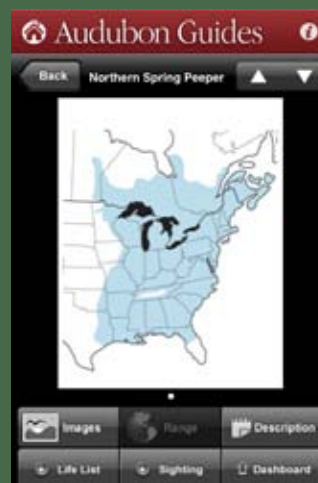 Audubon Guides
Back Northern Spring Peeper
Images Range Description
Life List Sighting Dashboard